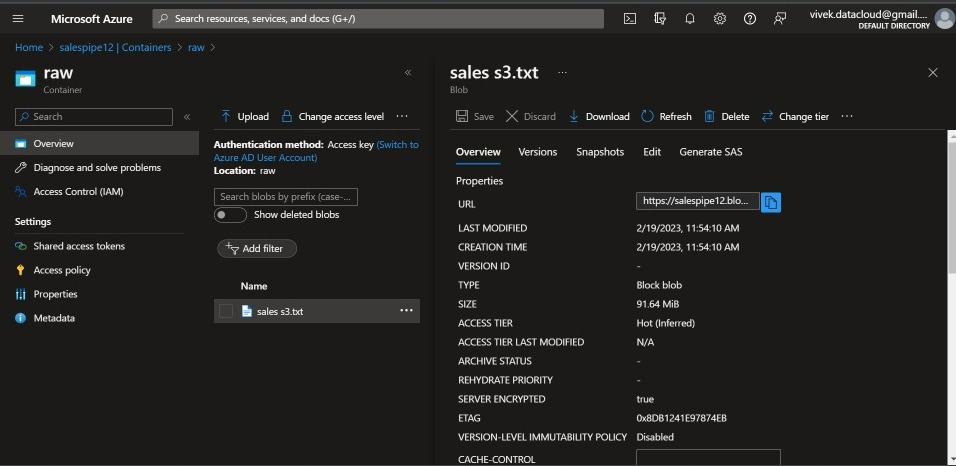 Microsoft Azure
Search resources, services, and docs (G+/)
vivek.datacloud@gmail....
DEFAULT DIRECTORY
Home > salespipe12 | Containers > raw >
raw
Container
Search
Overview
Diagnose and solve problems
Access Control (IAM)
Settings
Shared access tokens
Access policy
Properties
Metadata
Upload Change access level ...
Authentication method: Access key (Switch to
Azure AD User Account)
Location: raw
Search blobs by prefix (case-...
Show deleted blobs
Add filter
Name
sales s3.txt ...
sales s3.txt ...
Blob
Save Discard Download Refresh Delete Change tier ...
Overview Versions Snapshots Edit Generate SAS
Properties
URL https://salespipe12.blo...
LAST MODIFIED 2/19/2023, 11:54:10 AM
CREATION TIME 2/19/2023, 11:54:10 AM
VERSION ID -
TYPE Block blob
SIZE 91.64 MiB
ACCESS TIER Hot (Inferred)
ACCESS TIER LAST MODIFIED N/A
ARCHIVE STATUS -
REHYDRATE PRIORITY -
SERVER ENCRYPTED true
ETAG 0x8DB1241E97874EB
VERSION-LEVEL IMMUTABILITY POLICY Disabled
CACHE-CONTROL